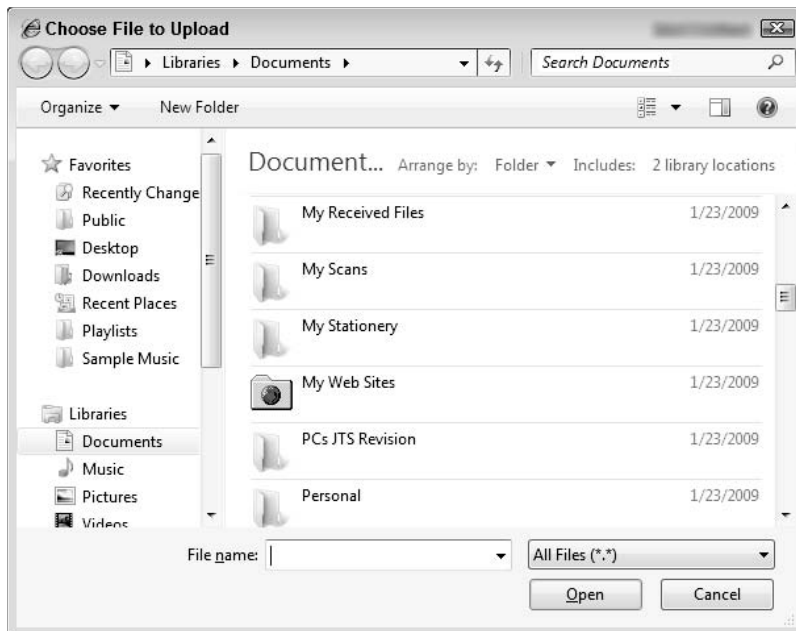 Choose File to Upload
Libraries Documents Search Documents
Organize New Folder
Favorites
Recently Change
Public
Desktop
Downloads
Recent Places
Playlists
Sample Music
Libraries
Documents
Music
Pictures
Videos
Document... Arrange by: Folder Includes: 2 library locations
My Received Files 1/23/2009
My Scans 1/23/2009
My Stationery 1/23/2009
My Web Sites 1/23/2009
PCs JTS Revision 1/23/2009
Personal 1/23/2009
File name: All Files (*.*)
Open Cancel